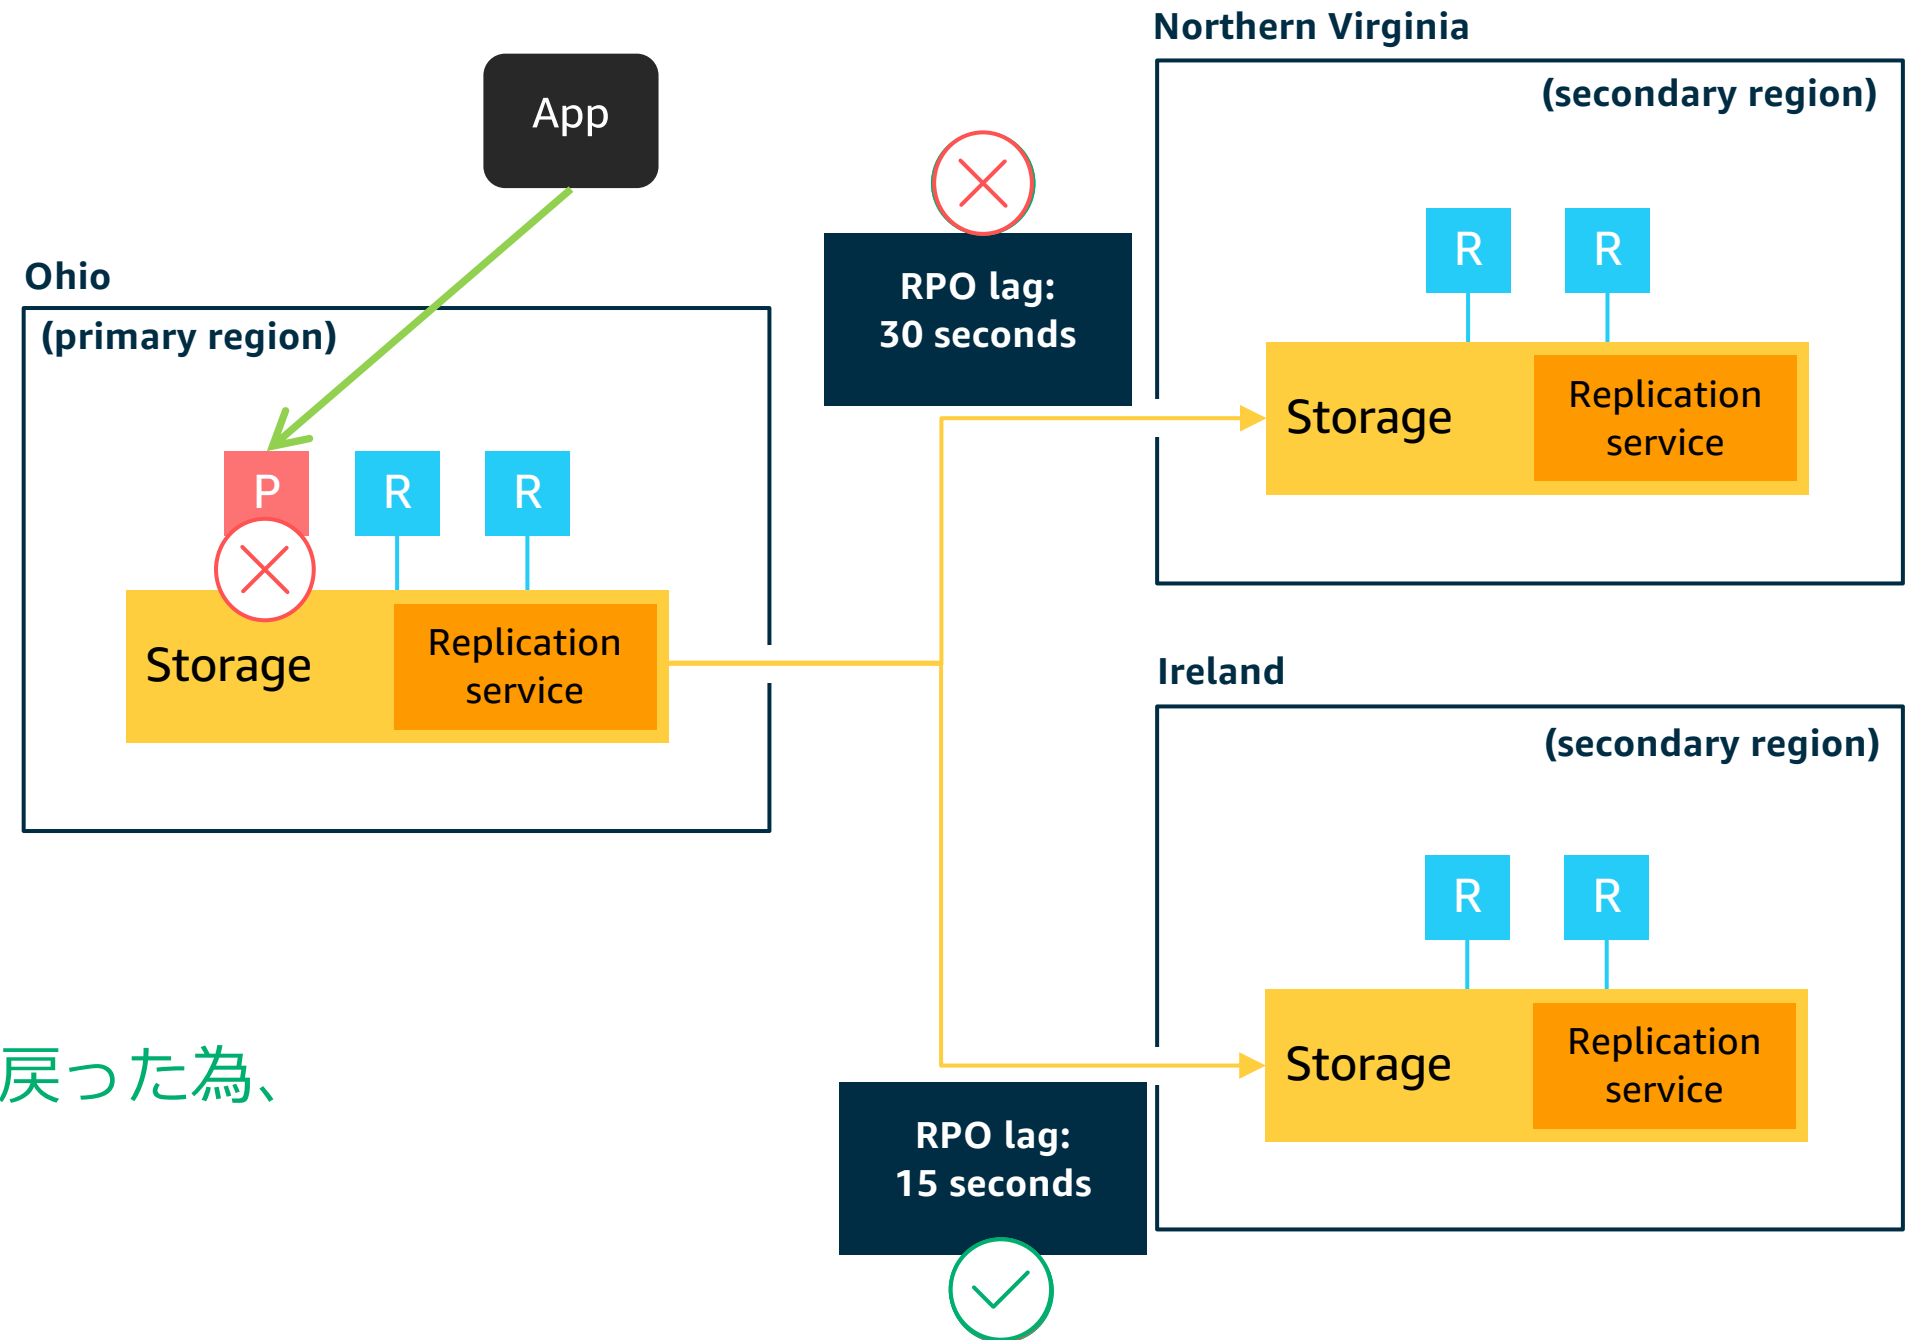 Northern Virginia
(secondary region)
App
RPO lag:
30 seconds
R
R
Storage
Replication
service
Ohio
(primary region)
P
R
R
Storage
Replication
service
Ireland
(secondary region)
R
R
Storage
Replication
service
戻った為、
RPO lag:
15 seconds